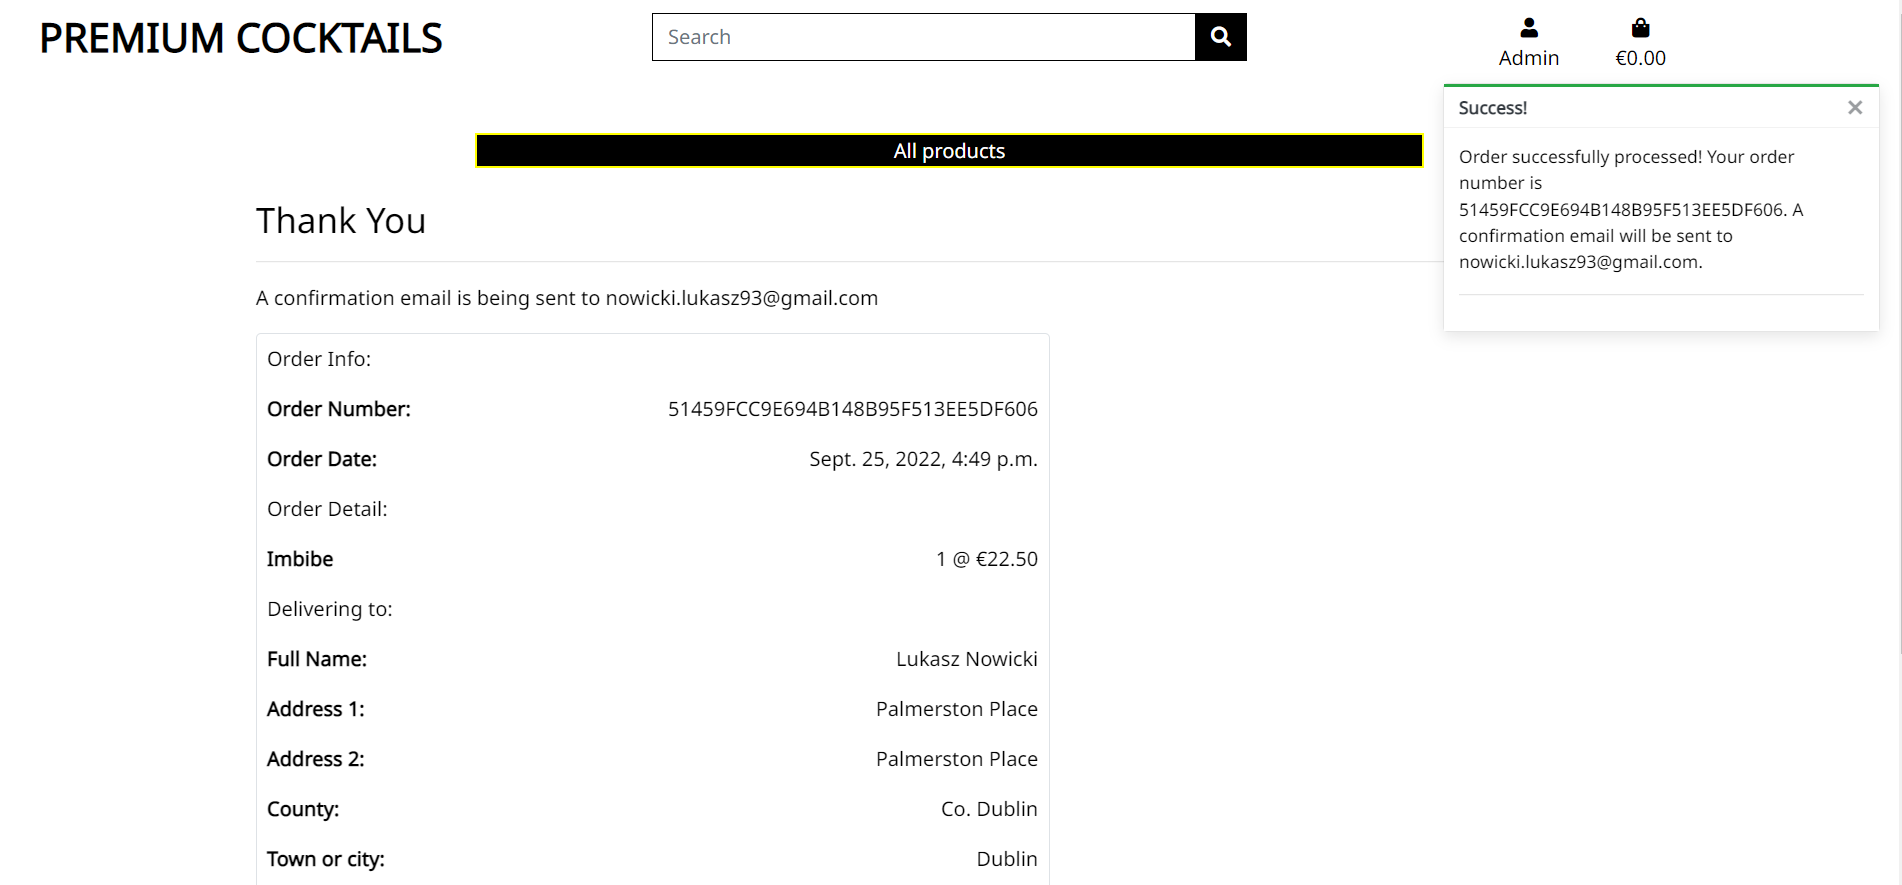 PREMIUM COCKTAILS
Search
Admin
€0.00
All products
Success!
×
Order successfully processed! Your order
number is
51459FCC9E694B148B95F513EE5DF606. A
confirmation email will be sent to
nowicki.lukasz93@gmail.com.
Thank You
A confirmation email is being sent to nowicki.lukasz93@gmail.com
Order Info:
Order Number: 51459FCC9E694B148B95F513EE5DF606
Order Date: Sept. 25, 2022, 4:49 p.m.
Order Detail:
Imbibe 1 @ €22.50
Delivering to:
Full Name: Lukasz Nowicki
Address 1: Palmerston Place
Address 2: Palmerston Place
County: Co. Dublin
Town or city: Dublin